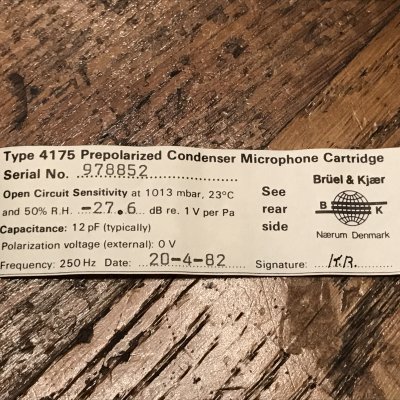 Type 4175 Prepolarized Condenser Microphone Cartridge
Serial No. 978852
Open Circuit Sensitivity at 1013 mbar, 23°C
and 50% R.H. -27.6 dB re. 1 V per Pa
Capacitance: 12 pF (typically)
Polarization voltage (external): 0 V
Frequency: 250 Hz Date: 20-4-82
See
rear
side
Brüel & Kjær
B K
Nærum Denmark
Signature: K.R.